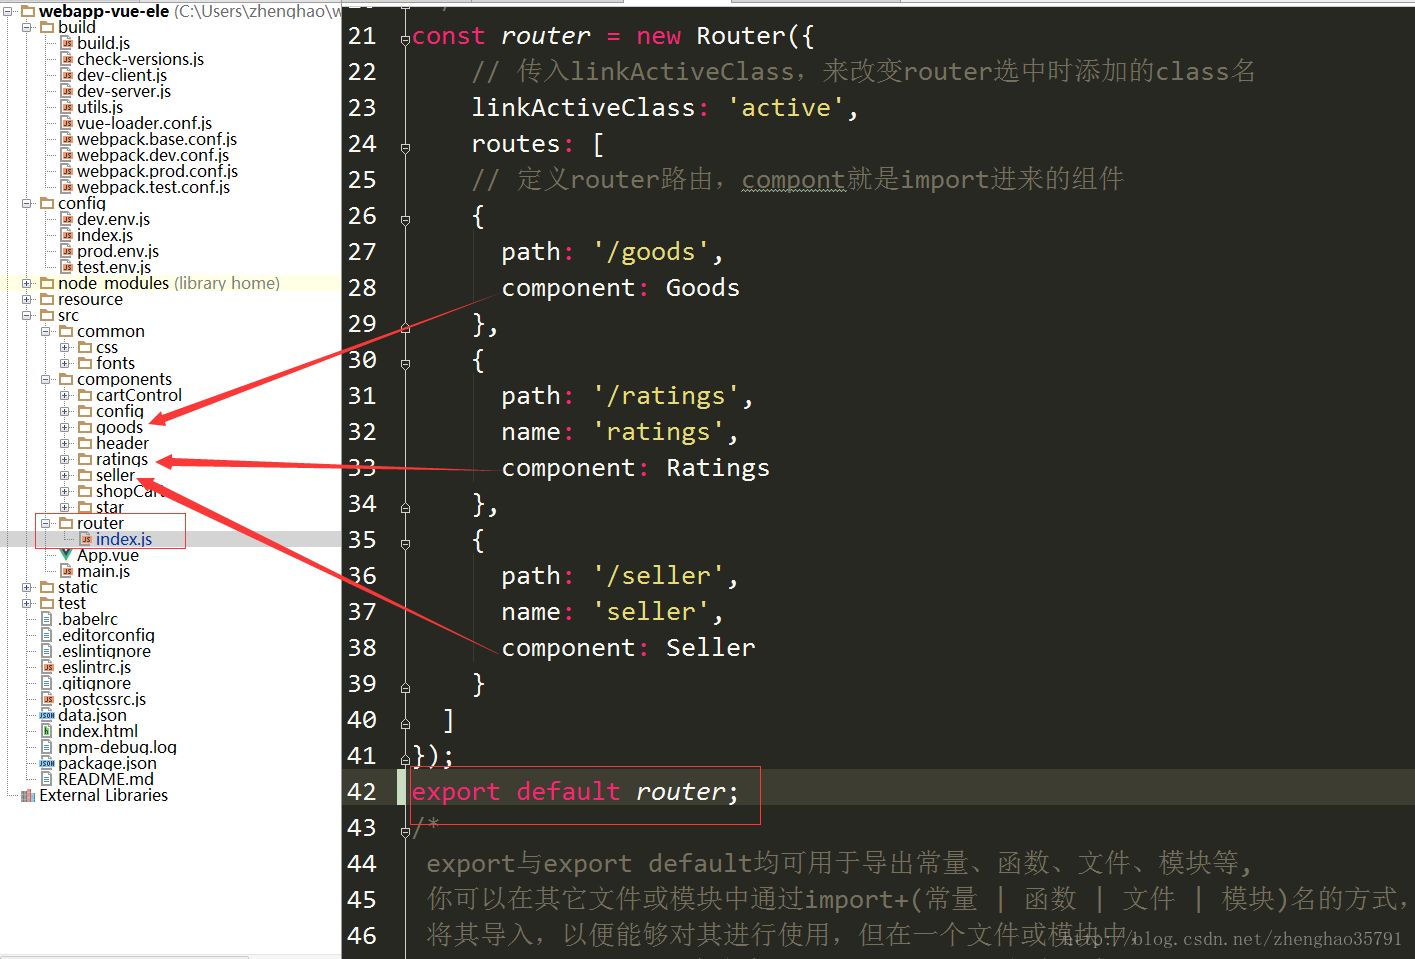 webapp-vue-ele (C:\Users\zhenghao\w
build
build.js
check-versions.js
dev-client.js
dev-server.js
utils.js
vue-loader.conf.js
webpack.base.conf.js
webpack.dev.conf.js
webpack.prod.conf.js
webpack.test.conf.js
config
dev.env.js
index.js
prod.env.js
test.env.js
node_modules (library home)
resource
src
common
css
fonts
components
cartControl
config
goods
header
ratings
seller
shopCart
star
router
index.js
App.vue
main.js
static
test
.babelrc
.editorconfig
.eslintignore
.eslintrc.js
.gitignore
.postcssrc.js
data.json
index.html
npm-debug.log
package.json
README.md
External Libraries
21 const router = new Router({
22 // 传入linkActiveClass，来改变router选中时添加的class名
23 linkActiveClass: 'active',
24 routes: [
25 // 定义router路由，compont就是import进来的组件
26 {
27 path: '/goods',
28 component: Goods
29 },
30 {
31 path: '/ratings',
32 name: 'ratings',
33 component: Ratings
34 },
35 {
36 path: '/seller',
37 name: 'seller',
38 component: Seller
39 }
40 ]
41 });
42 export default router;
43 /*
44 export与export default均可用于导出常量、函数、文件、模块等，
45 你可以在其它文件或模块中通过import+(常量 | 函数 | 文件 | 模块)名的方式，
46 将其导入，以便能够对其进行使用，但在一个文件或模块中，
http://blog.csdn.net/zhenghao35791